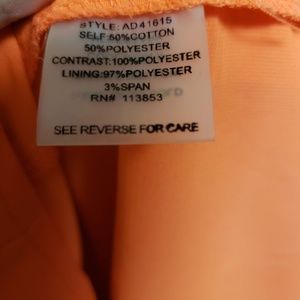 STYLE: AD41615
SELF:50%COTTON
50%POLYESTER
CONTRAST:100%POLYESTER
LINING:97%POLYESTER
3%SPAN
RN# 113853
SEE REVERSE FOR CARE